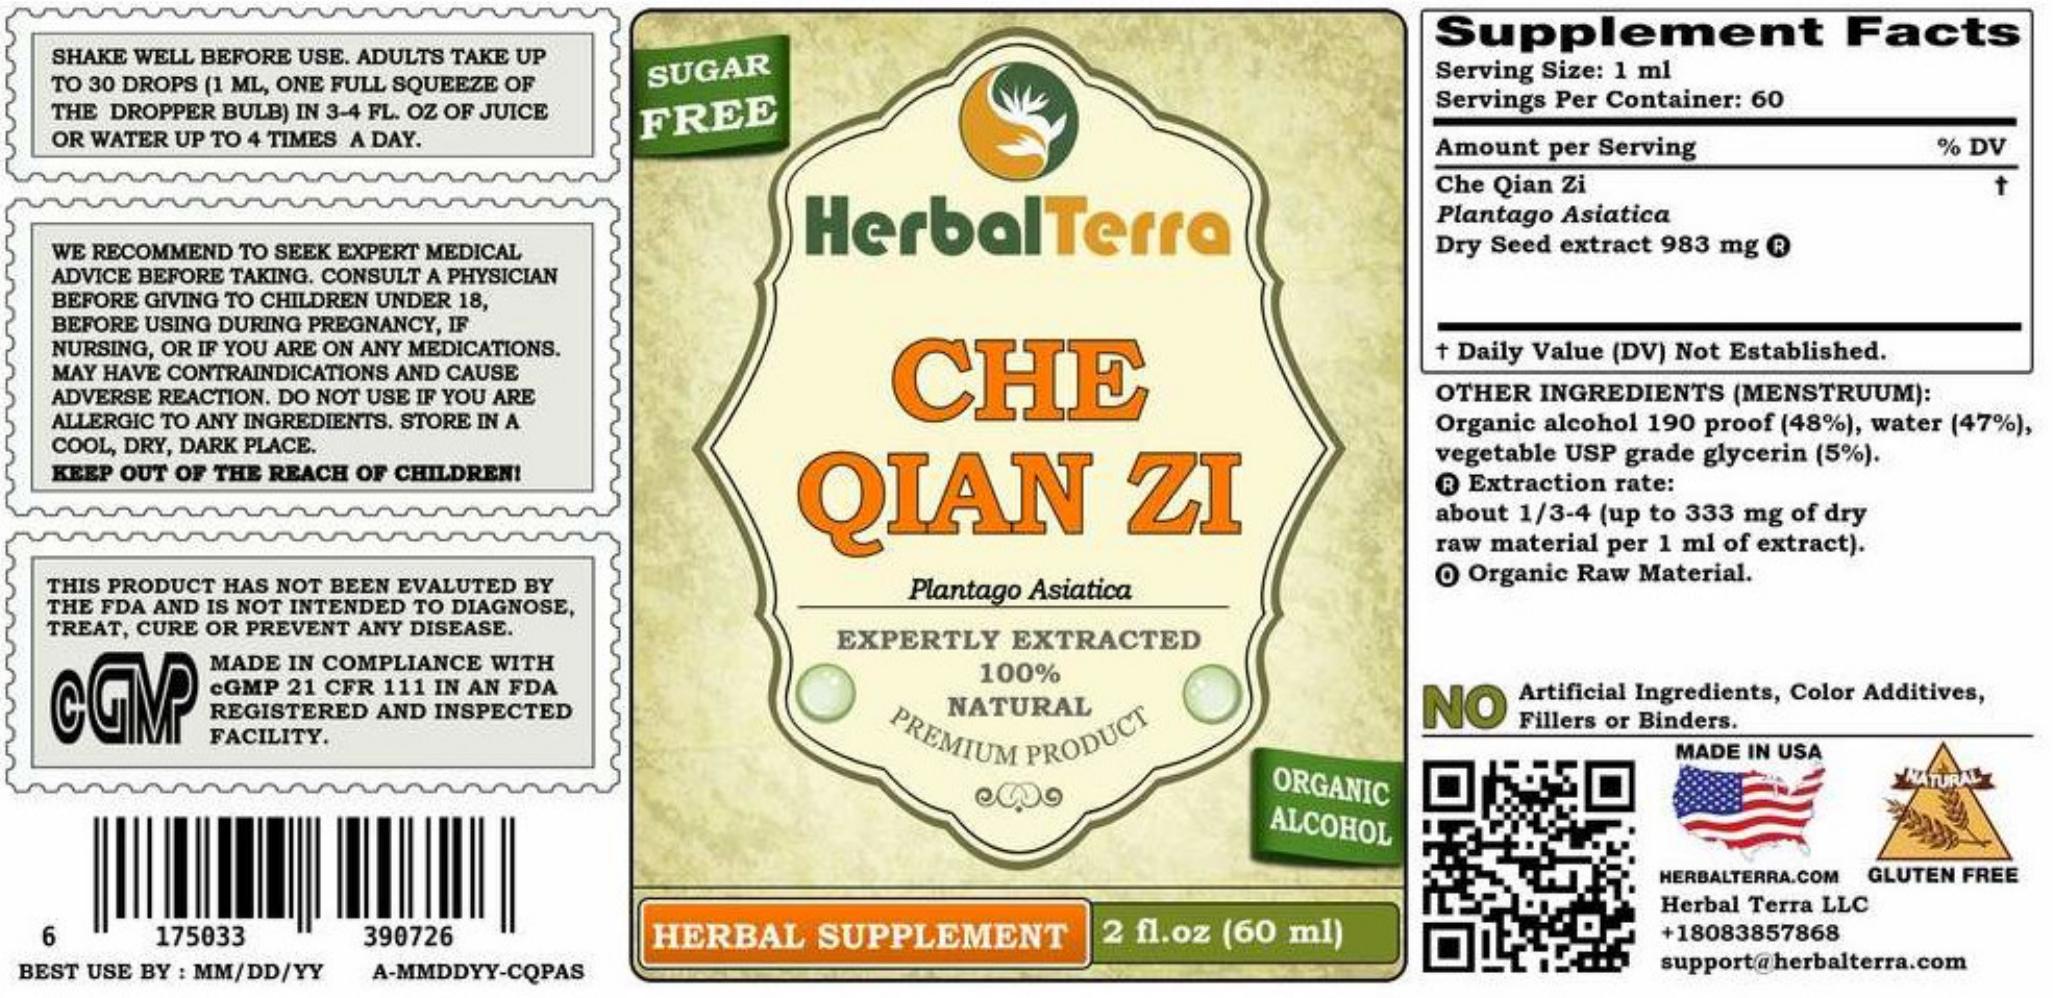 SHAKE WELL BEFORE USE. ADULTS TAKE UP
TO 30 DROPS (1 ML, ONE FULL SQUEEZE OF
THE DROPPER BULB) IN 3-4 FL. OZ OF JUICE
OR WATER UP TO 4 TIMES A DAY.
WE RECOMMEND TO SEEK EXPERT MEDICAL
ADVICE BEFORE TAKING. CONSULT A PHYSICIAN
BEFORE GIVING TO CHILDREN UNDER 18,
BEFORE USING DURING PREGNANCY, IF
NURSING, OR IF YOU ARE ON ANY MEDICATIONS.
MAY HAVE CONTRAINDICATIONS AND CAUSE
ADVERSE REACTION. DO NOT USE IF YOU ARE
ALLERGIC TO ANY INGREDIENTS. STORE IN A
COOL, DRY, DARK PLACE.
KEEP OUT OF THE REACH OF CHILDREN!
THIS PRODUCT HAS NOT BEEN EVALUTED BY
THE FDA AND IS NOT INTENDED TO DIAGNOSE,
TREAT, CURE OR PREVENT ANY DISEASE.
cGMP
MADE IN COMPLIANCE WITH
cGMP 21 CFR 111 IN AN FDA
REGISTERED AND INSPECTED
FACILITY.
6 175033 390726
BEST USE BY : MM/DD/YY A-MMDDYY-CQPAS
SUGAR
FREE
HerbalTerra
CHE
QIAN ZI
Plantago Asiatica
EXPERTLY EXTRACTED
100%
NATURAL
PREMIUM PRODUCT
ORGANIC
ALCOHOL
HERBAL SUPPLEMENT 2 fl.oz (60 ml)
Supplement Facts
Serving Size: 1 ml
Servings Per Container: 60
Amount per Serving % DV
Che Qian Zi †
Plantago Asiatica
Dry Seed extract 983 mg Ⓡ
† Daily Value (DV) Not Established.
OTHER INGREDIENTS (MENSTRUUM):
Organic alcohol 190 proof (48%), water (47%),
vegetable USP grade glycerin (5%).
Ⓡ Extraction rate:
about 1/3-4 (up to 333 mg of dry
raw material per 1 ml of extract).
Ⓞ Organic Raw Material.
NO Artificial Ingredients, Color Additives,
Fillers or Binders.
MADE IN USA
NATURAL
HERBALTERRA.COM GLUTEN FREE
Herbal Terra LLC
+18083857868
support@herbalterra.com